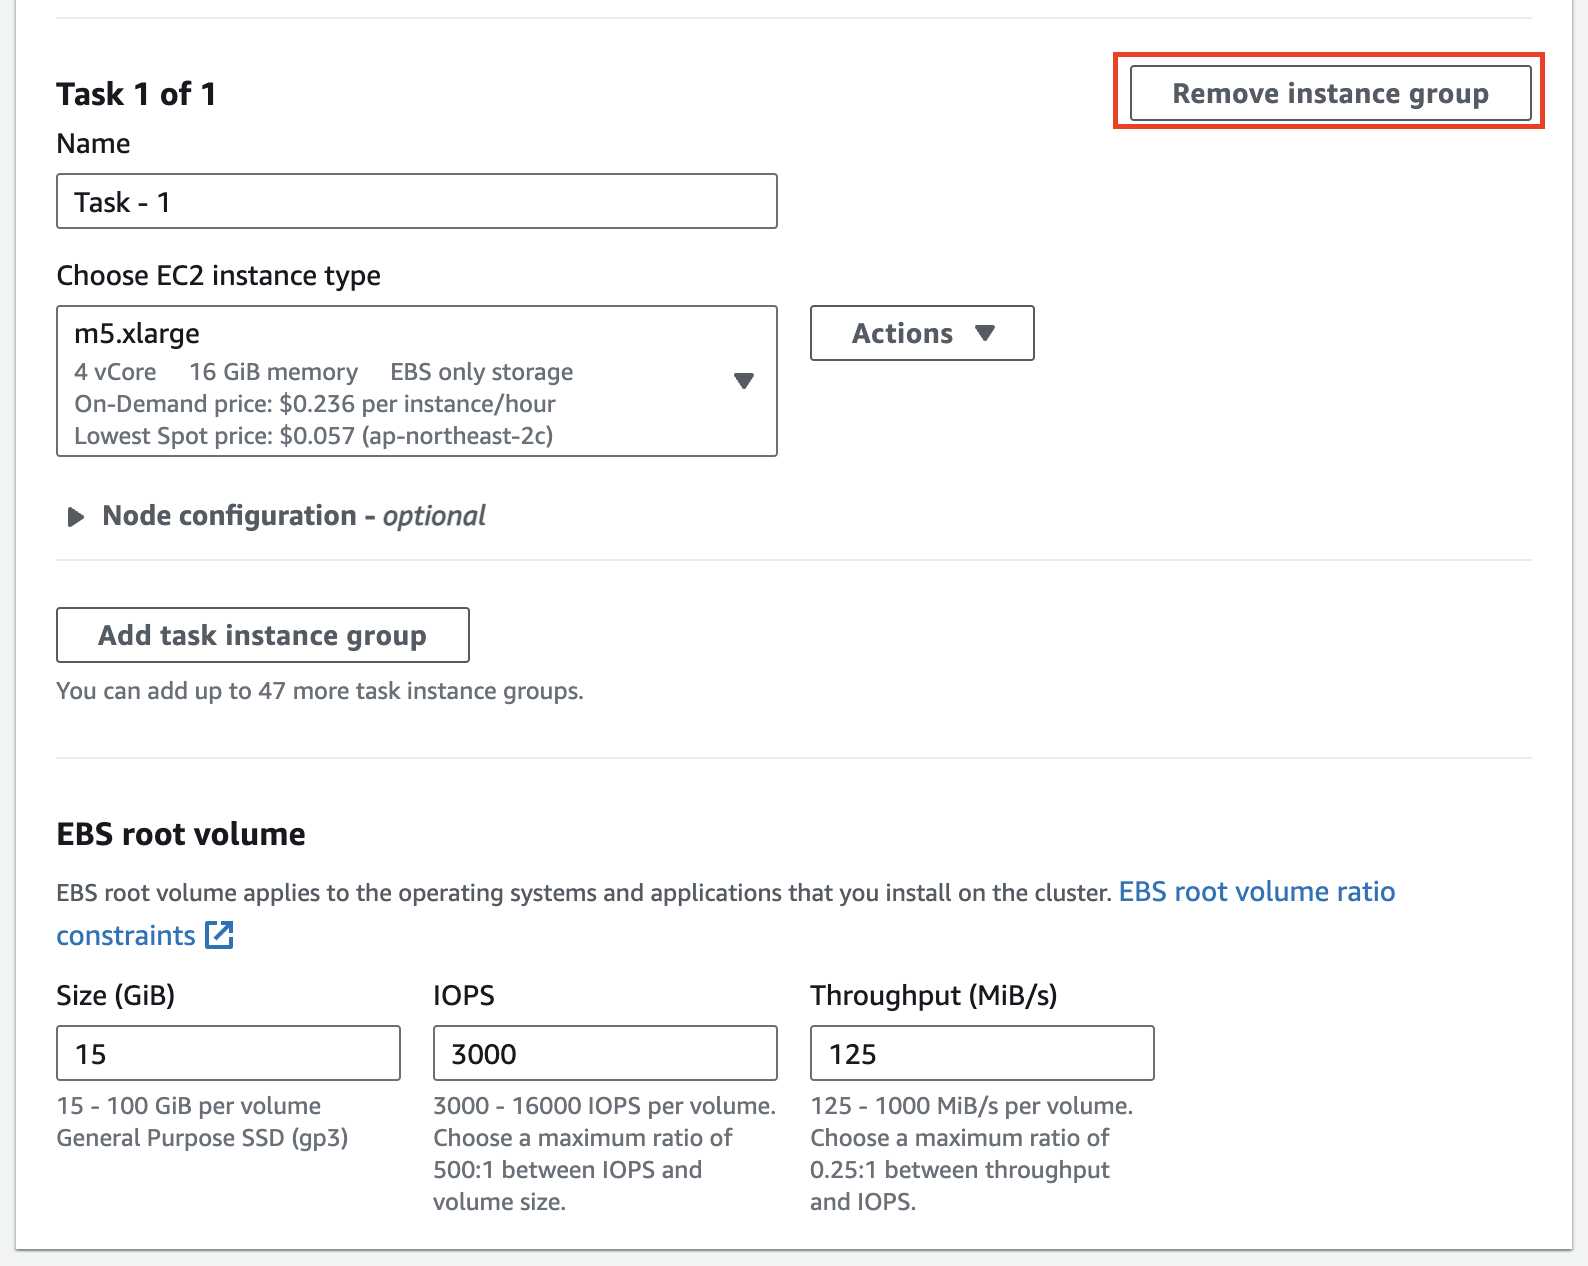 Task 1 of 1
Remove instance group
Name
Task - 1
Choose EC2 instance type
m5.xlarge
4 vCore 16 GiB memory EBS only storage
On-Demand price: $0.236 per instance/hour
Lowest Spot price: $0.057 (ap-northeast-2c)
Actions
Node configuration - optional
Add task instance group
You can add up to 47 more task instance groups.
EBS root volume
EBS root volume applies to the operating systems and applications that you install on the cluster. EBS root volume ratio
constraints
Size (GiB)
15
15 - 100 GiB per volume
General Purpose SSD (gp3)
IOPS
3000
3000 - 16000 IOPS per volume.
Choose a maximum ratio of
500:1 between IOPS and
volume size.
Throughput (MiB/s)
125
125 - 1000 MiB/s per volume.
Choose a maximum ratio of
0.25:1 between throughput
and IOPS.